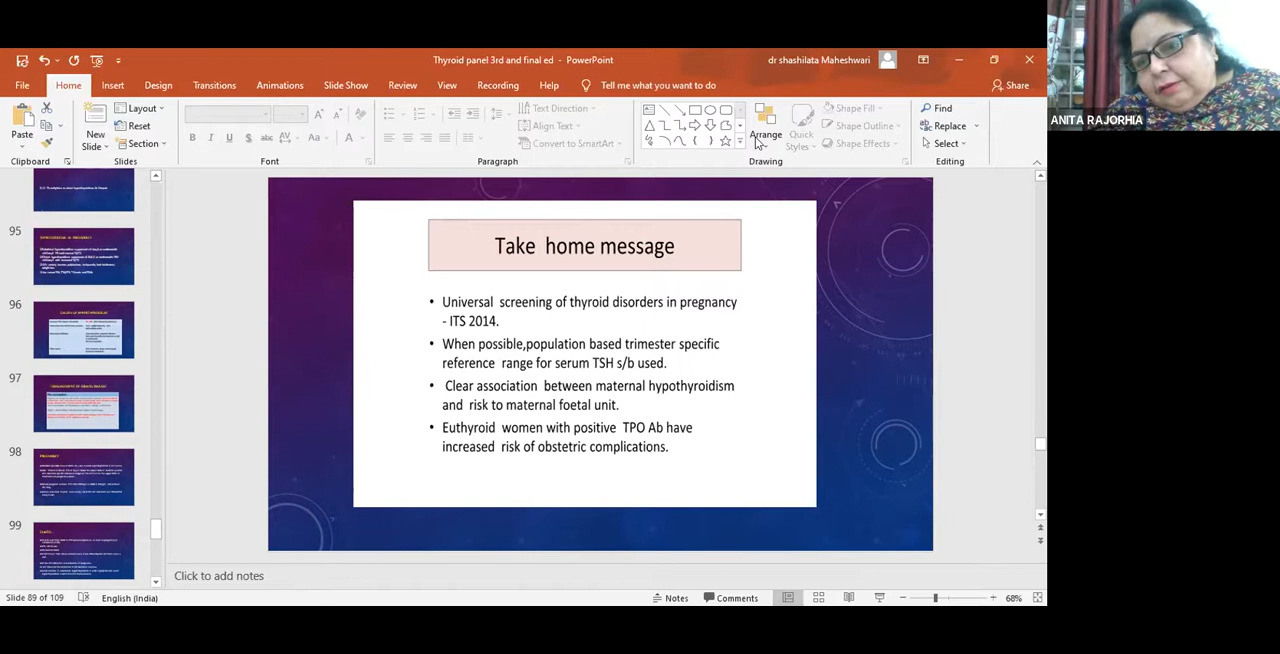 Thyroid panel 3rd and final ed - PowerPoint
dr shashilata Maheshwari
File Home Insert Design Transitions Animations Slide Show Review View Recording Help Tell me what you want to do
Share
Paste
Clipboard
New
Slide
Layout
Reset
Section
Slides
B I U S abc AV Aa A
Font
Text Direction
Align Text
Convert to SmartArt
Paragraph
Arrange
Quick
Styles
Shape Fill
Shape Outline
Shape Effects
Drawing
Find
Replace
Select
Editing
ANITA RAJORHIA
95
96
97
98
PREGNANCY
99
Take home message
• Universal screening of thyroid disorders in pregnancy
- ITS 2014.
• When possible,population based trimester specific
reference range for serum TSH s/b used.
• Clear association between maternal hypothyroidism
and risk to maternal foetal unit.
• Euthyroid women with positive TPO Ab have
increased risk of obstetric complications.
Click to add notes
Slide 89 of 109
English (India)
Notes
Comments
68%